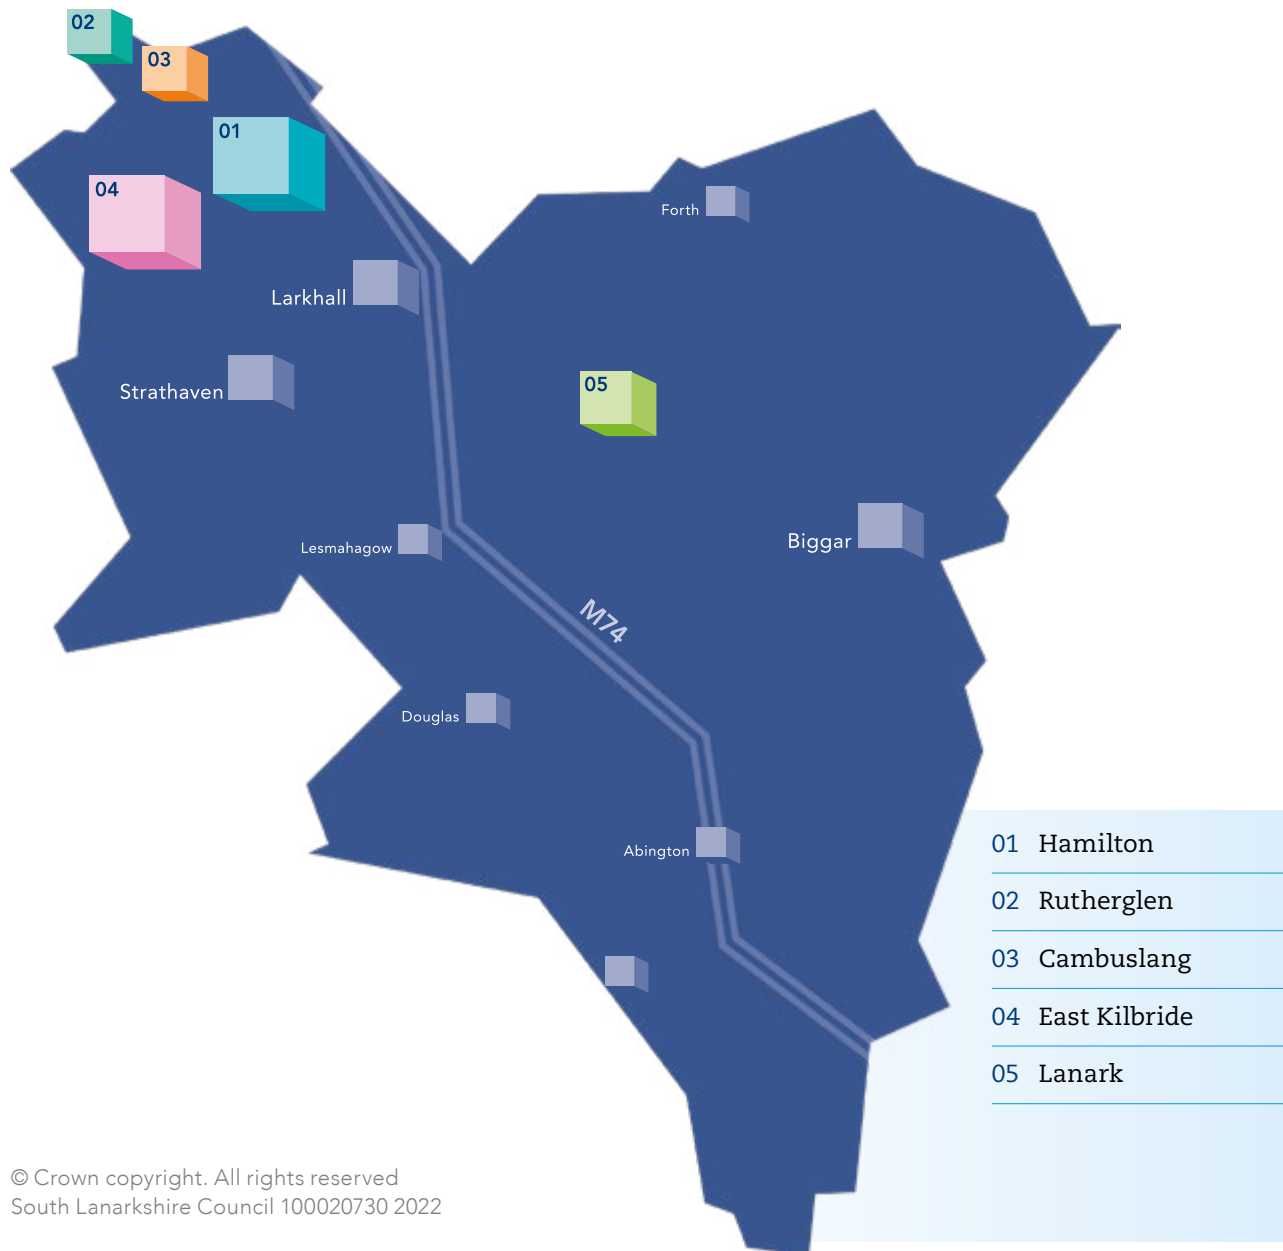 02
03
01
04
Forth
Larkhall
05
Strathaven
Lesmahagow
Biggar
M74
Douglas
Abington
01 Hamilton
02 Rutherglen
03 Cambuslang
04 East Kilbride
05 Lanark
© Crown copyright. All rights reserved
South Lanarkshire Council 100020730 2022